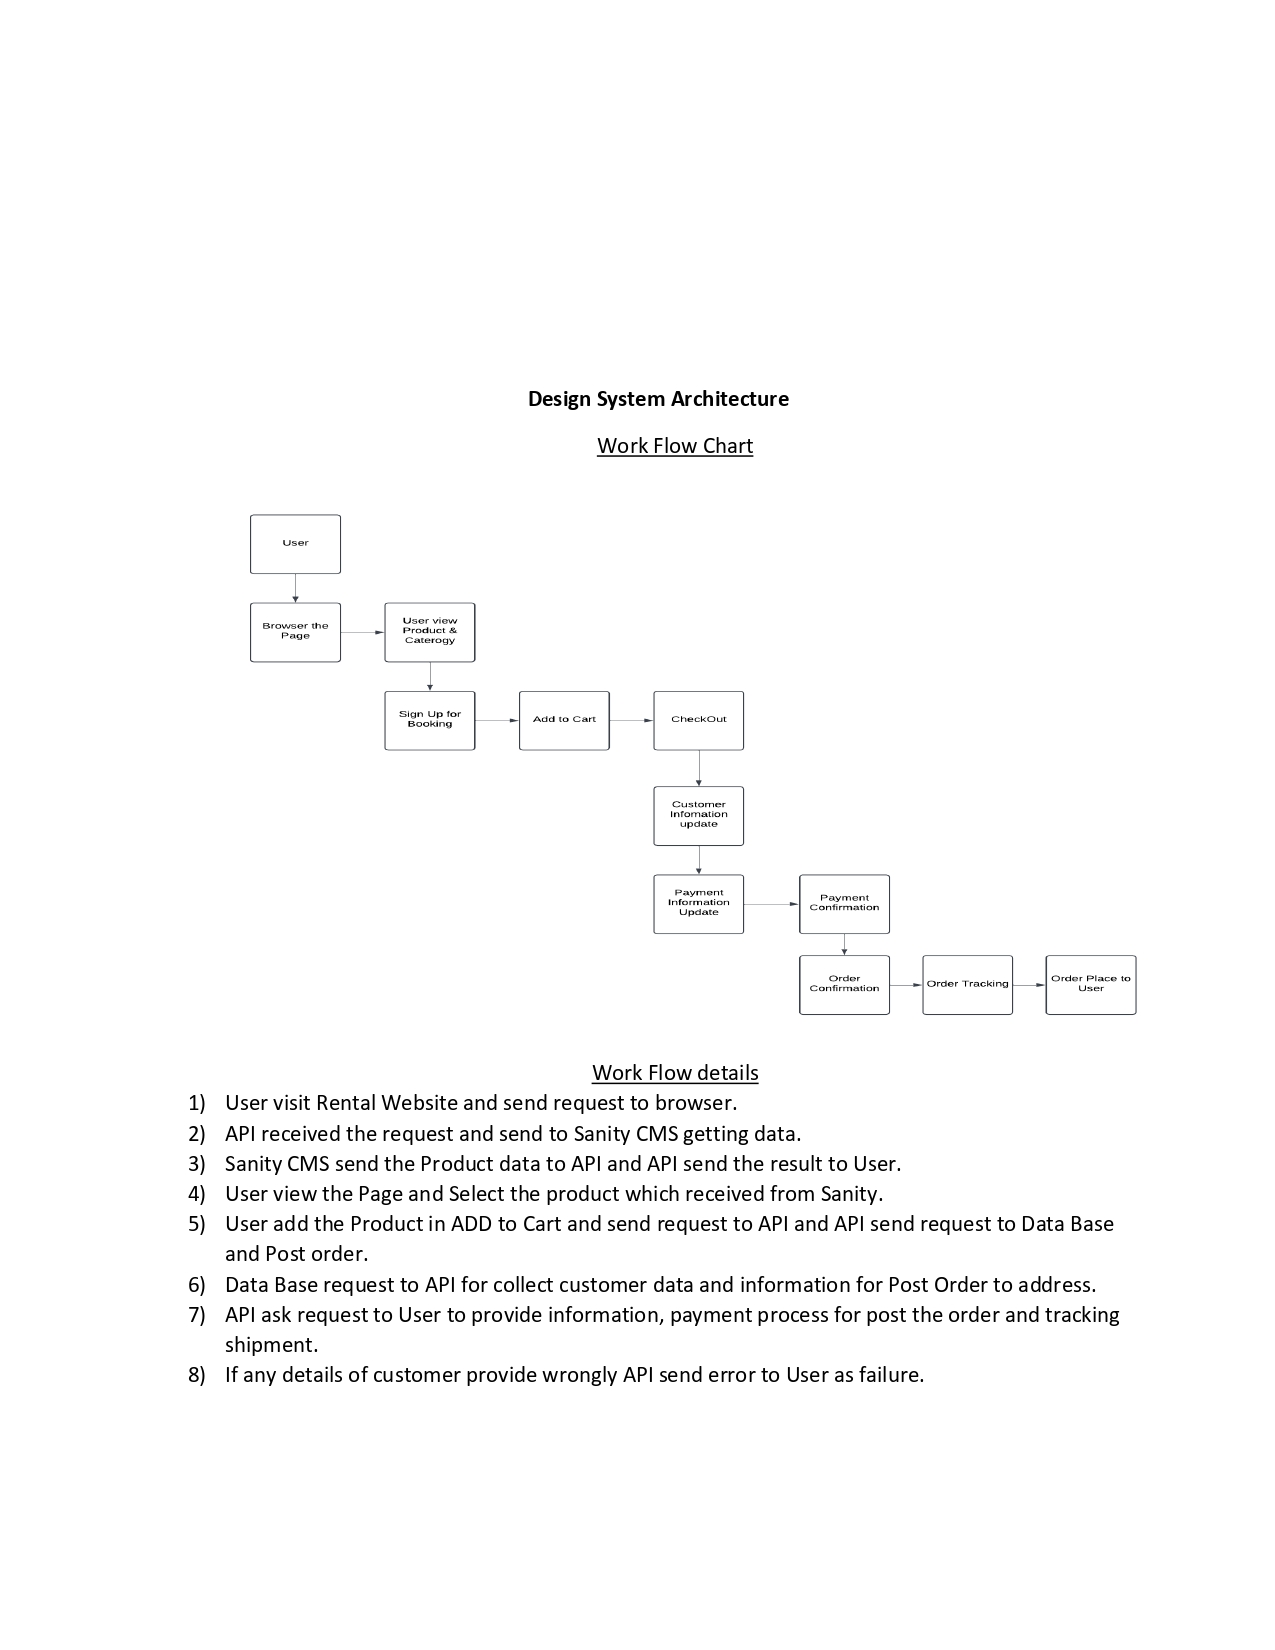 Design System Architecture
Work Flow Chart
User
Browser the
Page
User view
Product &
Caterogy
Sign Up for
Booking
Add to Cart
CheckOut
Customer
Infomation
update
Payment
Information
Update
Payment
Confirmation
Order
Confirmation
Order Tracking
Order Place to
User
Work Flow details
1) User visit Rental Website and send request to browser.
2) API received the request and send to Sanity CMS getting data.
3) Sanity CMS send the Product data to API and API send the result to User.
4) User view the Page and Select the product which received from Sanity.
5) User add the Product in ADD to Cart and send request to API and API send request to Data Base
and Post order.
6) Data Base request to API for collect customer data and information for Post Order to address.
7) API ask request to User to provide information, payment process for post the order and tracking
shipment.
8) If any details of customer provide wrongly API send error to User as failure.